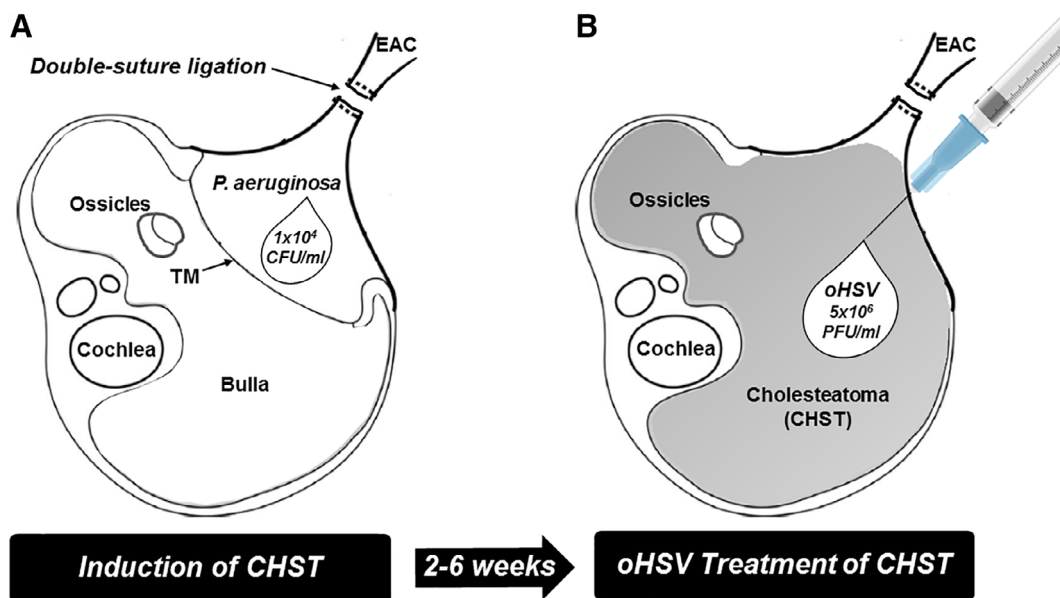 A
EAC
Double-suture ligation
P. aeruginosa
Ossicles
1x10⁴
CFU/ml
TM
Cochlea
Bulla
Induction of CHST
2-6 weeks
B
EAC
Ossicles
oHSV
5x10⁶
PFU/ml
Cochlea
Cholesteatoma
(CHST)
oHSV Treatment of CHST